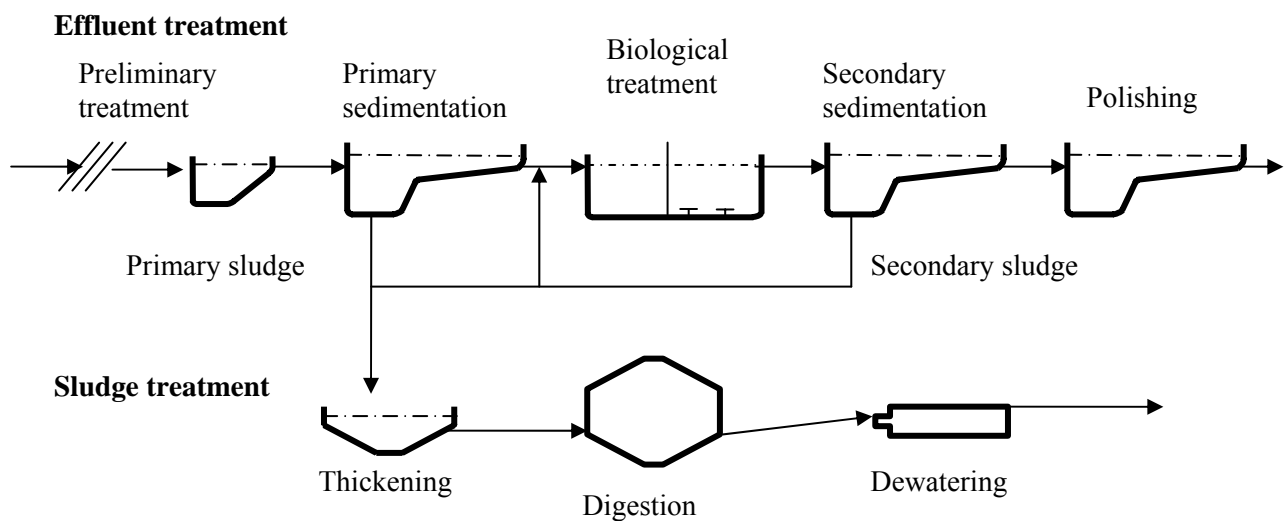 Effluent treatment
Preliminary
treatment
Primary
sedimentation
Biological
treatment
Secondary
sedimentation
Polishing
Primary sludge
Secondary sludge
Sludge treatment
Thickening
Digestion
Dewatering